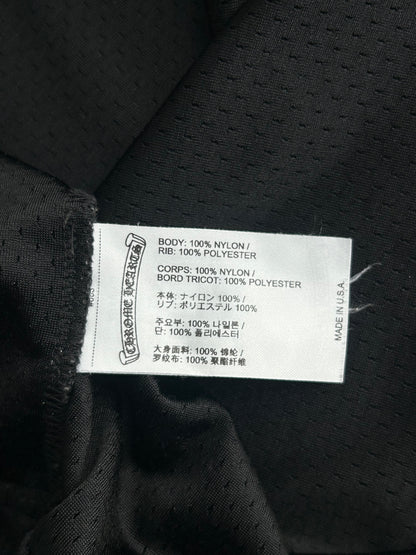 CHROME HEARTS
BODY: 100% NYLON /
RIB: 100% POLYESTER
CORPS: 100% NYLON /
BORD TRICOT: 100% POLYESTER
本体: ナイロン 100% /
リブ: ポリエステル 100%
주요부: 100% 나일론 /
단: 100% 폴리에스터
大身面料: 100% 锦纶 /
罗纹布: 100% 聚酯纤维
MADE IN U.S.A.